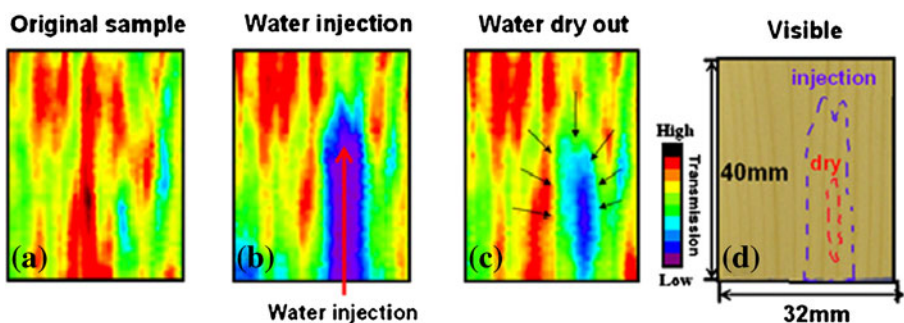 Original sample
Water injection
Water dry out
Visible
(a)
(b)
(c)
(d)
Water injection
High
Transmission
Low
injection
dry
40mm
32mm